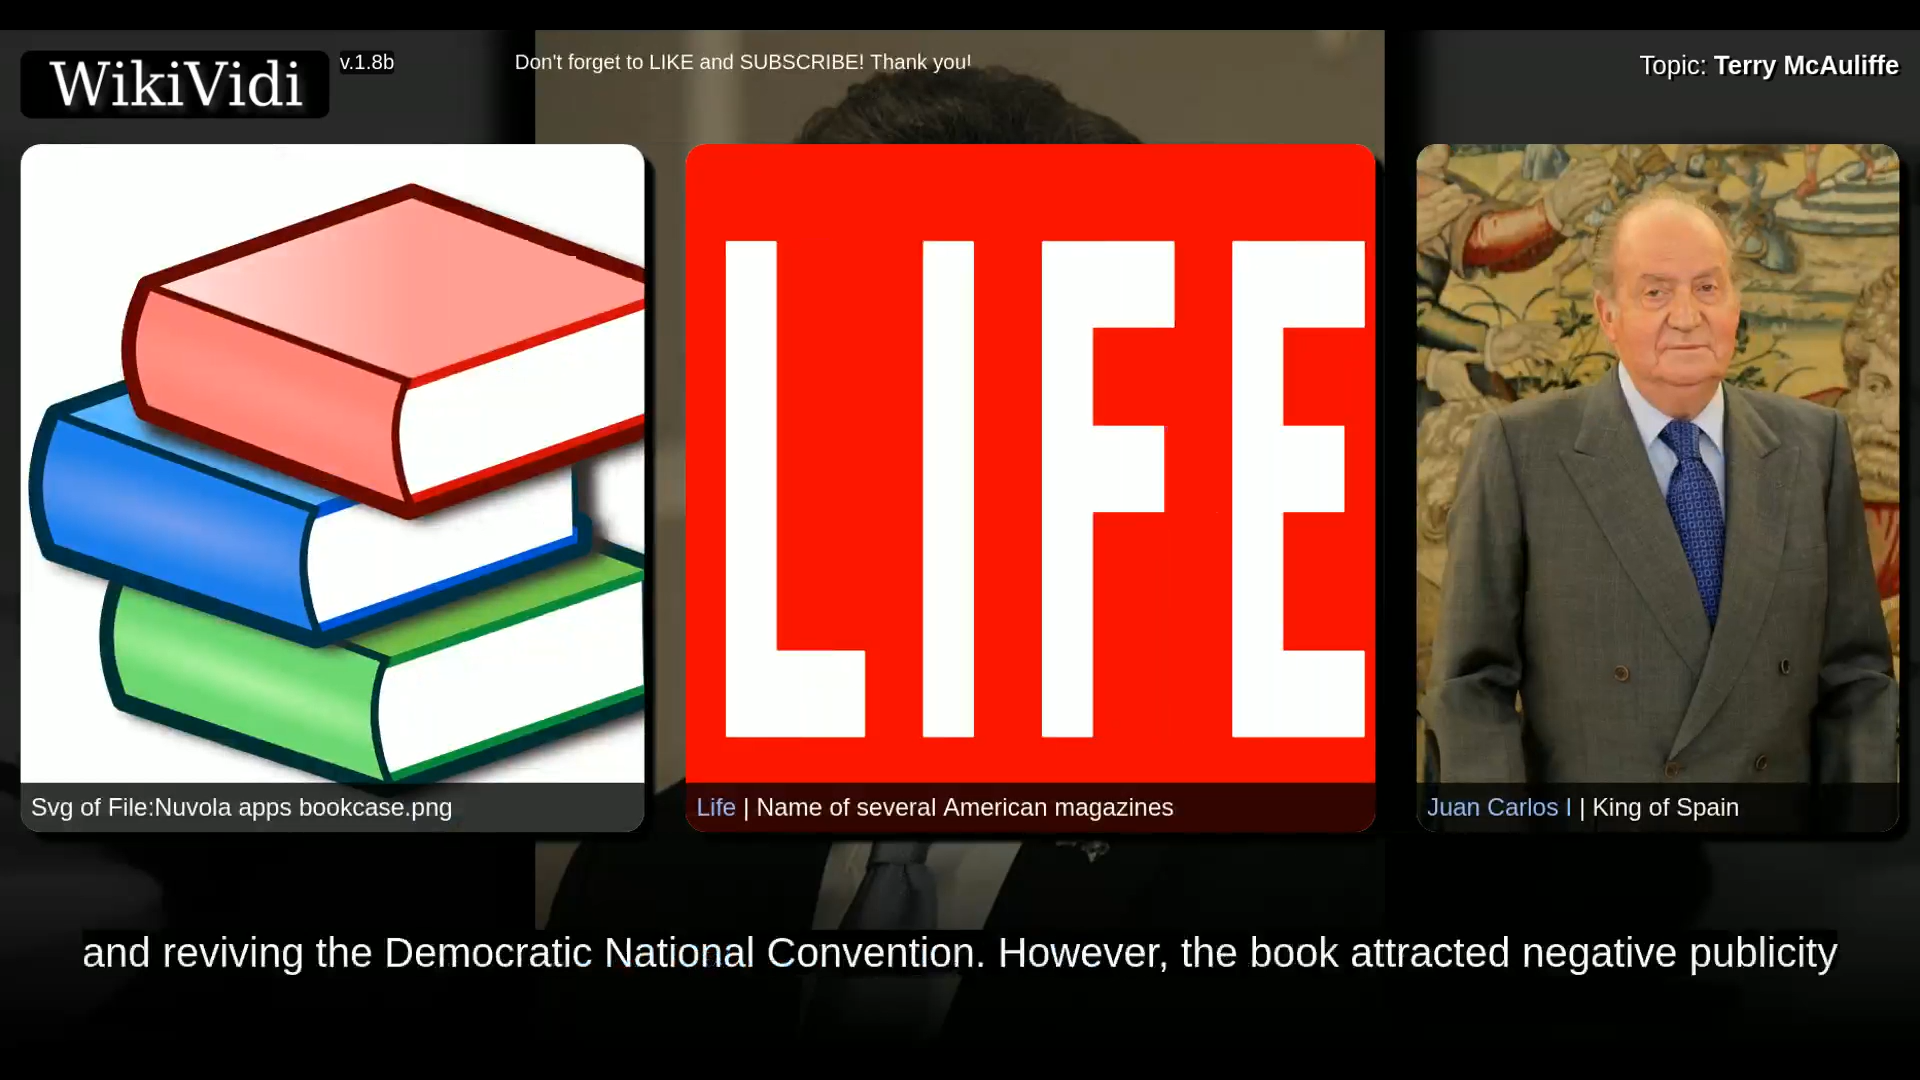 WikiVidi
v.1.8b
Don't forget to LIKE and SUBSCRIBE! Thank you!
Topic: Terry McAuliffe
LIFE
Svg of File:Nuvola apps bookcase.png
Life | Name of several American magazines
Juan Carlos I | King of Spain
and reviving the Democratic National Convention. However, the book attracted negative publicity